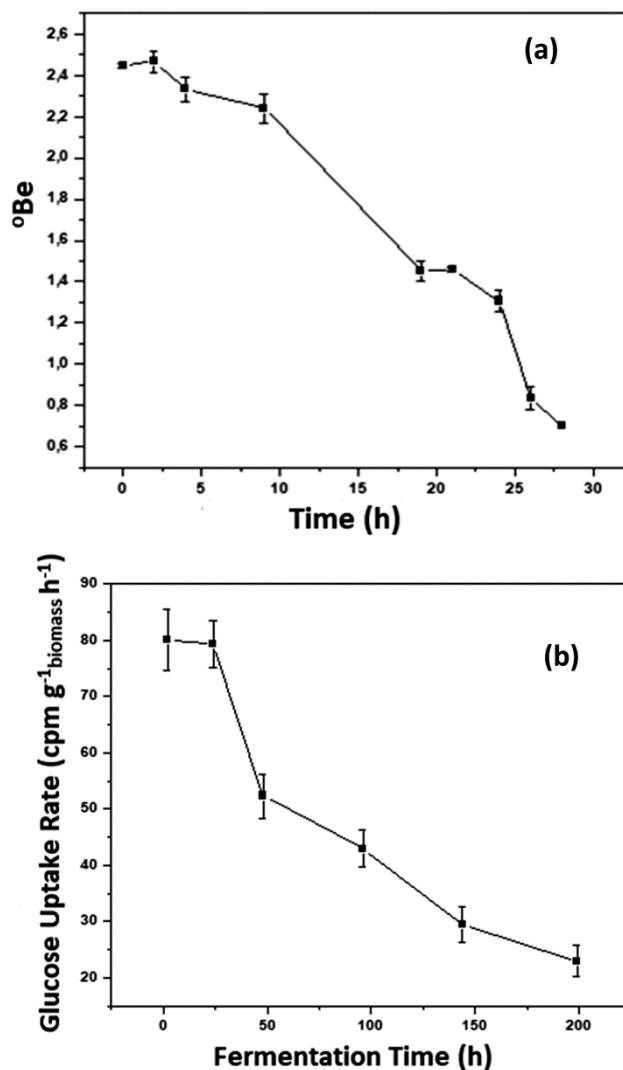 (a)
°Be
2,6
2,4
2,2
2,0
1,8
1,6
1,4
1,2
1,0
0,8
0,6
0 5 10 15 20 25 30
Time (h)
(b)
Glucose Uptake Rate (cpm g⁻¹biomass h⁻¹)
90
80
70
60
50
40
30
20
0 50 100 150 200
Fermentation Time (h)